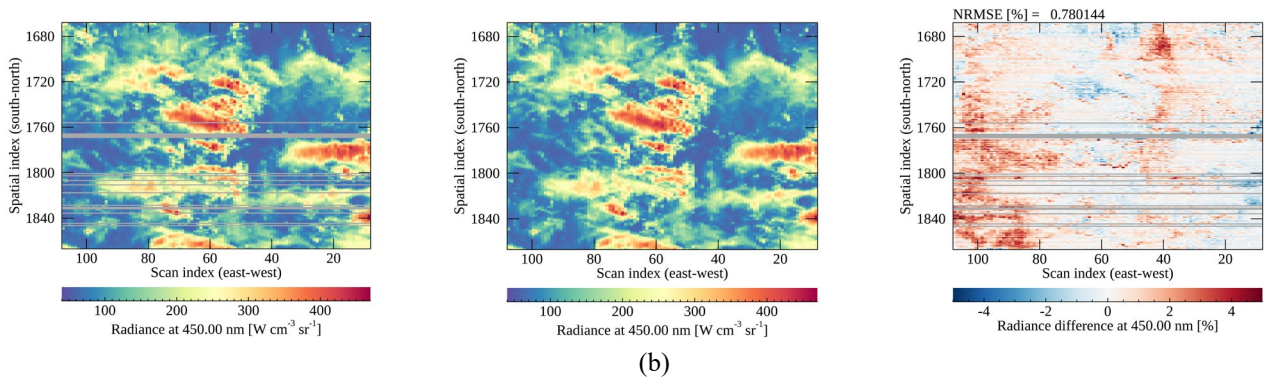 1680
1720
1760
1800
1840
Spatial index (south-north)
100 80 60 40 20
Scan index (east-west)
100 200 300 400
Radiance at 450.00 nm [W cm⁻³ sr⁻¹]
1680
1720
1760
1800
1840
Spatial index (south-north)
100 80 60 40 20
Scan index (east-west)
100 200 300 400
Radiance at 450.00 nm [W cm⁻³ sr⁻¹]
NRMSE [%] = 0.780144
1680
1720
1760
1800
1840
Spatial index (south-north)
100 80 60 40 20
Scan index (east-west)
-4 -2 0 2 4
Radiance difference at 450.00 nm [%]
(b)